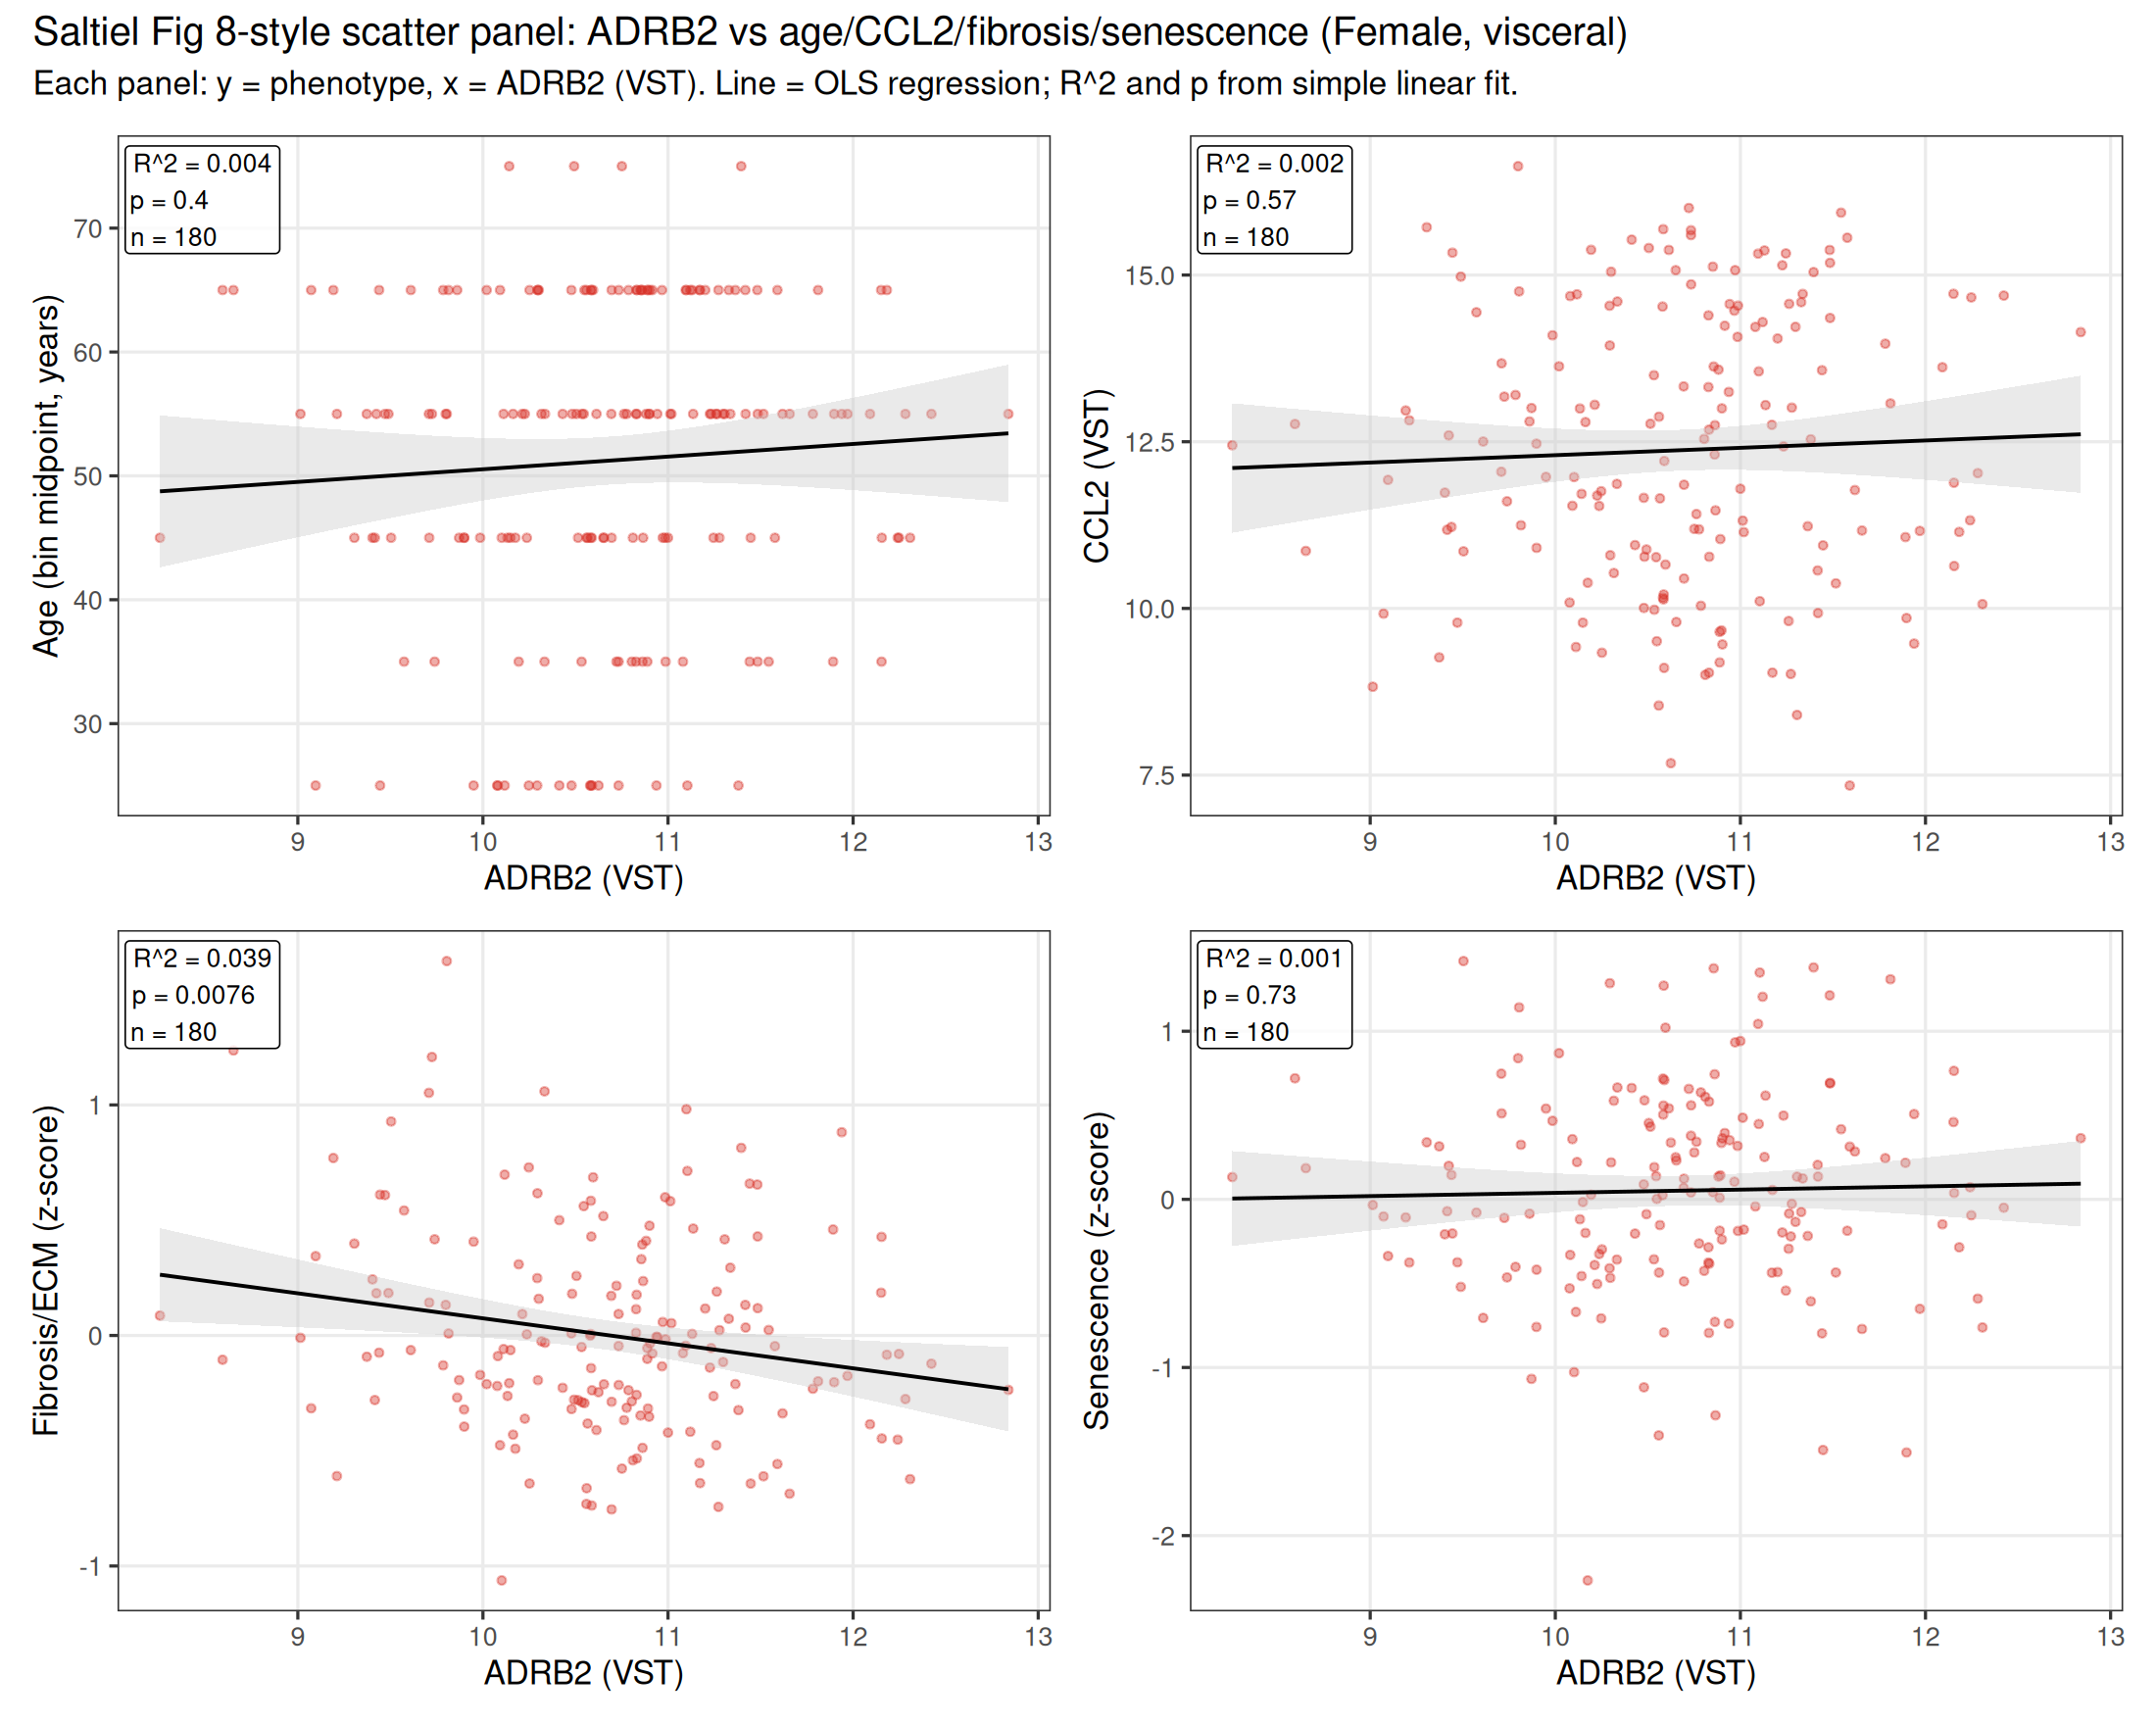 Saltiel Fig 8-style scatter panel: ADRB2 vs age/CCL2/fibrosis/senescence (Female, visceral)
Each panel: y = phenotype, x = ADRB2 (VST). Line = OLS regression; R^2 and p from simple linear fit.
R^2 = 0.004
p = 0.4
n = 180
70
60
50
40
30
Age (bin midpoint, years)
9 10 11 12 13
ADRB2 (VST)
R^2 = 0.002
p = 0.57
n = 180
15.0
12.5
10.0
7.5
CCL2 (VST)
9 10 11 12 13
ADRB2 (VST)
R^2 = 0.039
p = 0.0076
n = 180
1
0
-1
Fibrosis/ECM (z-score)
9 10 11 12 13
ADRB2 (VST)
R^2 = 0.001
p = 0.73
n = 180
1
0
-1
-2
Senescence (z-score)
9 10 11 12 13
ADRB2 (VST)